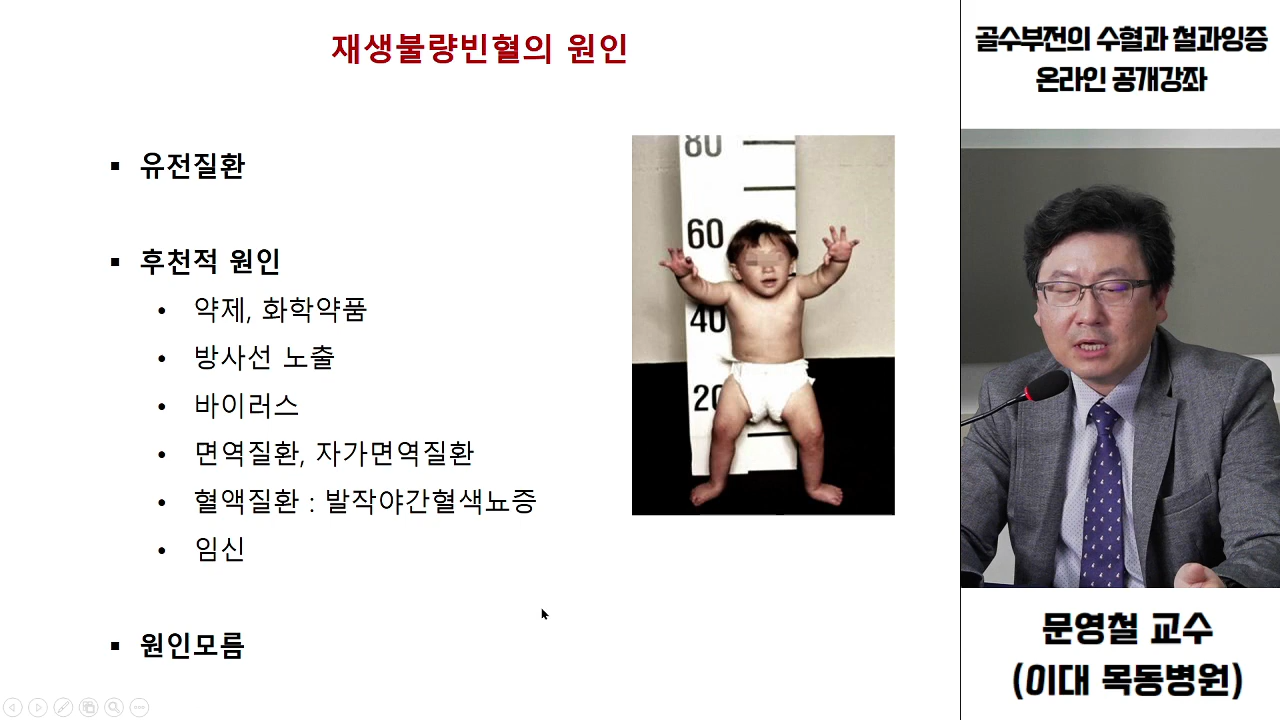 재생불량빈혈의 원인
▪ 유전질환
▪ 후천적 원인
• 약제, 화학약품
• 방사선 노출
• 바이러스
• 면역질환, 자가면역질환
• 혈액질환 : 발작야간혈색뇨증
• 임신
▪ 원인모름
80
60
40
20
골수부전의 수혈과 철과잉증
온라인 공개강좌
문영철 교수
(이대 목동병원)